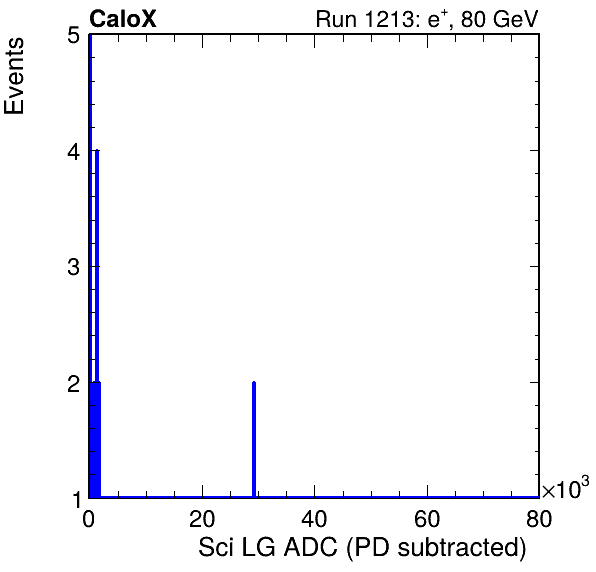 CaloX Run 1213: e⁺, 80 GeV
Events
5
4
3
2
1
0 20 40 60 80
×10³
Sci LG ADC (PD subtracted)